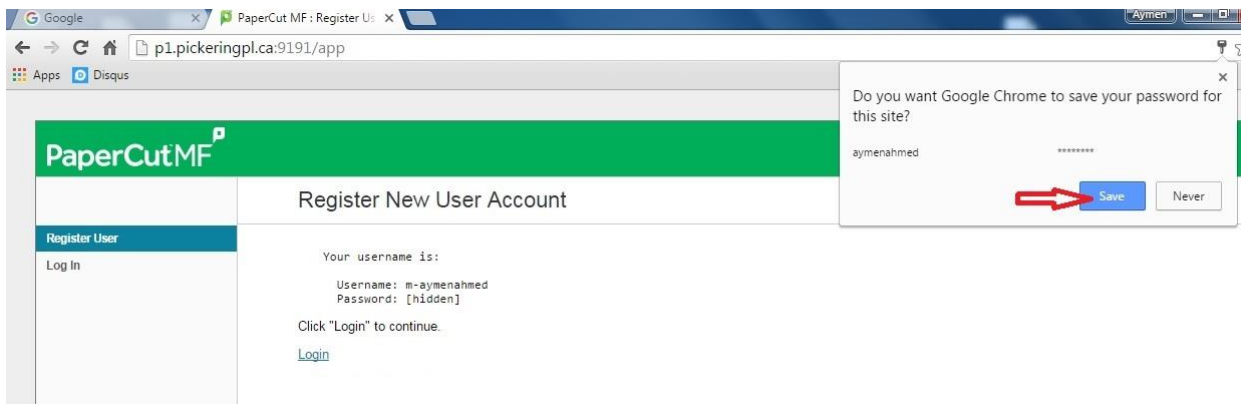 Google
PaperCut MF : Register Us
Aymen
p1.pickeringpl.ca:9191/app
Apps Disqus
Do you want Google Chrome to save your password for
this site?
aymenahmed ********
Save Never
PaperCutMF
Register New User Account
Register User
Log In
Your username is:
Username: m-aymenahmed
Password: [hidden]
Click "Login" to continue.
Login